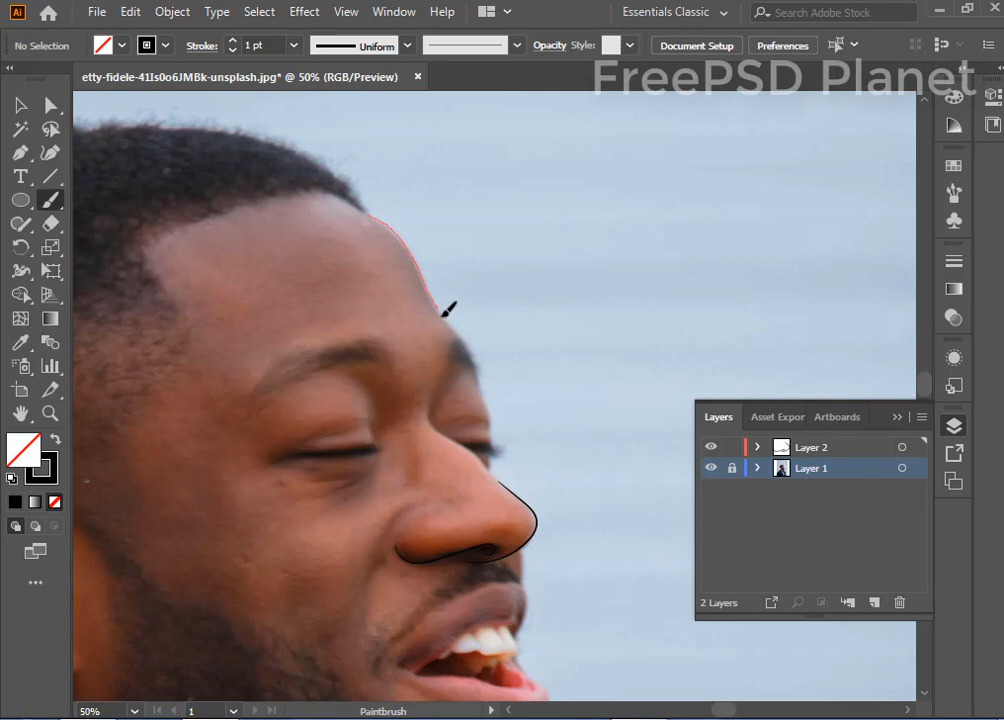 Ai File Edit Object Type Select Effect View Window Help Essentials Classic Search Adobe Stock
No Selection Stroke: 1 pt Uniform Opacity Style: Document Setup Preferences
etty-fidele-41Is0o6JMBk-unsplash.jpg* @ 50% (RGB/Preview) ×
FreePSD Planet
T
Layers Asset Expor Artboards
Layer 2
Layer 1
2 Layers
50% 1 Paintbrush